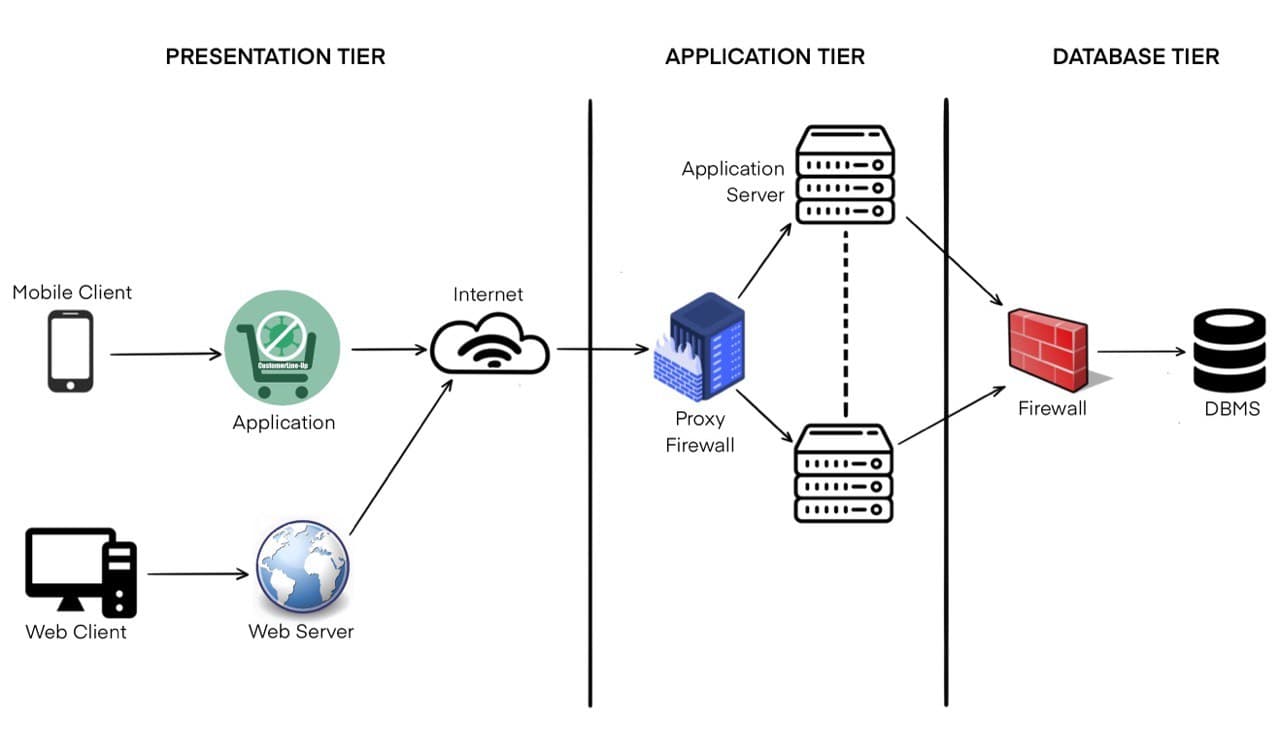 PRESENTATION TIER
APPLICATION TIER
DATABASE TIER
Application
Server
Mobile Client
Internet
CustomerLine-Up
Application
Proxy
Firewall
Firewall
DBMS
Web Client
Web Server